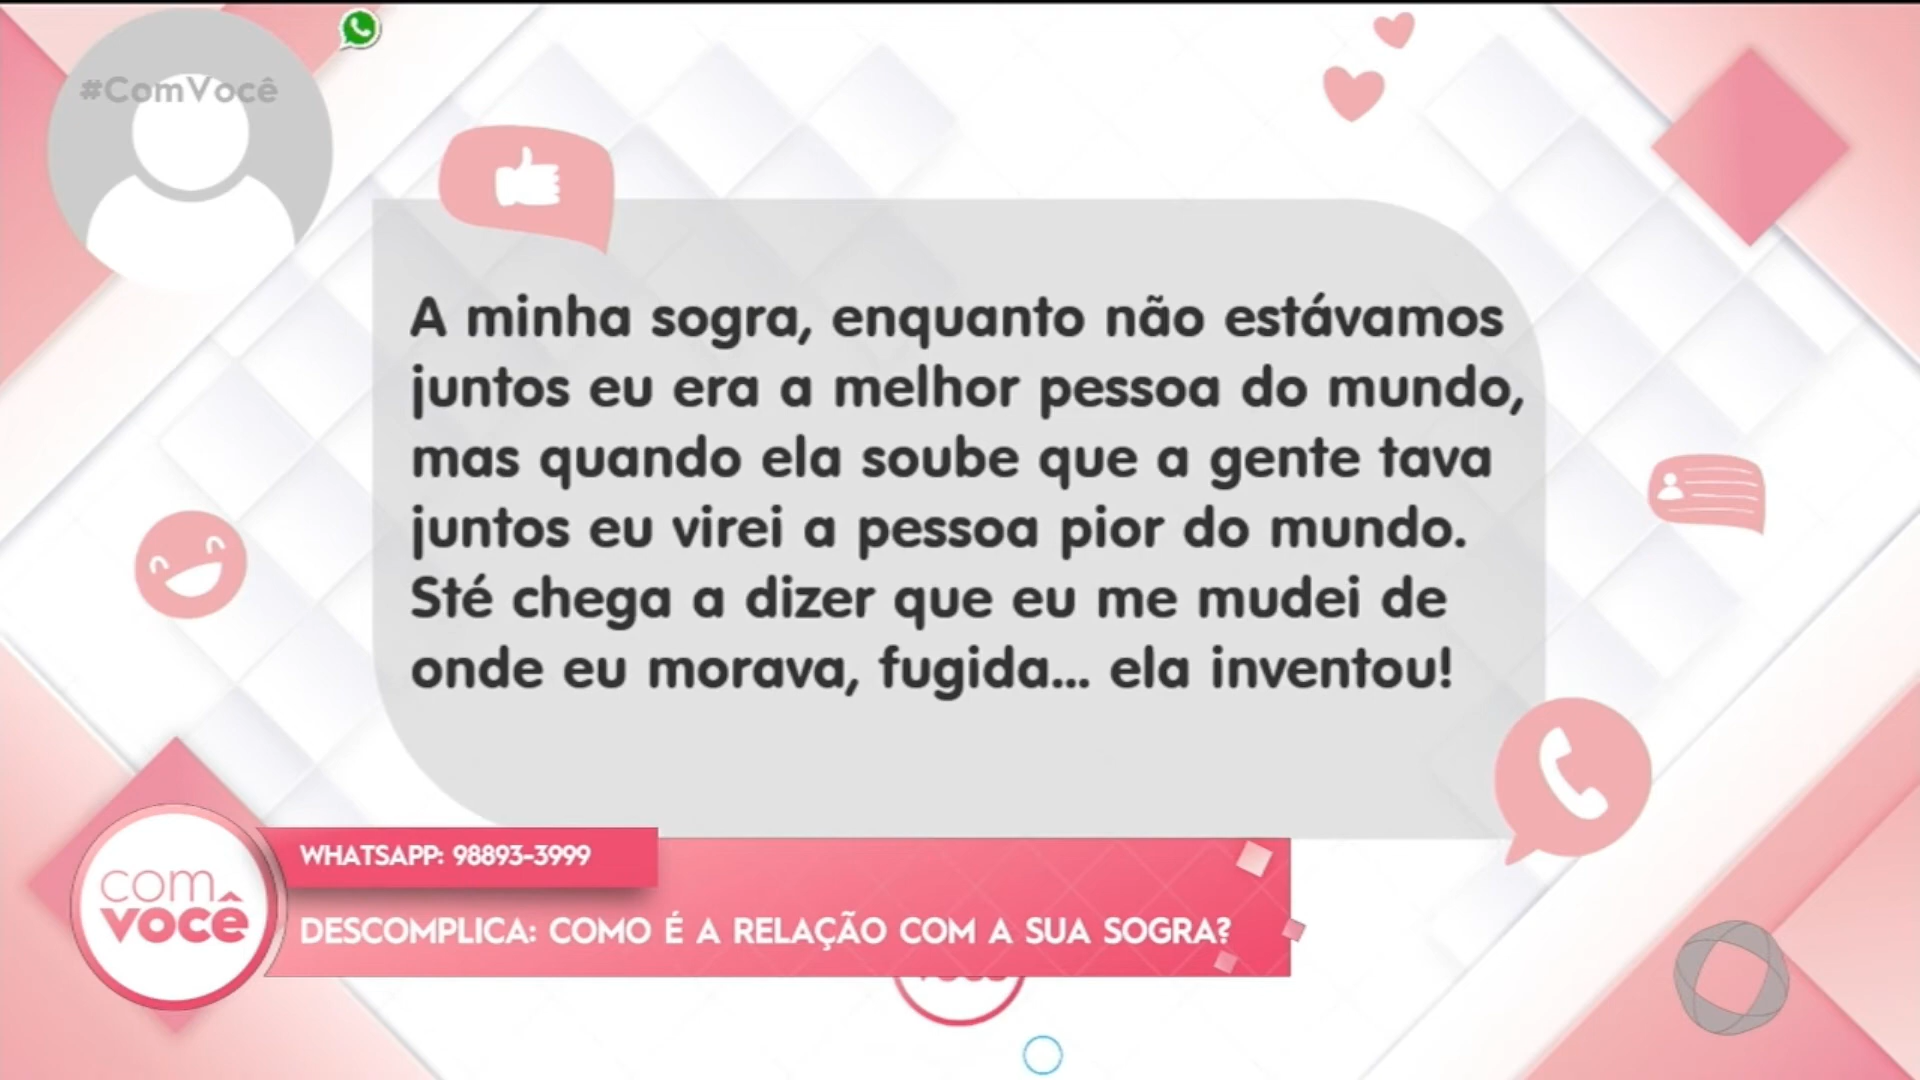 #ComVocê
A minha sogra, enquanto não estávamos
juntos eu era a melhor pessoa do mundo,
mas quando ela soube que a gente tava
juntos eu virei a pessoa pior do mundo.
Sté chega a dizer que eu me mudei de
onde eu morava, fugida... ela inventou!
WHATSAPP: 98893-3999
com
você
DESCOMPLICA: COMO É A RELAÇÃO COM A SUA SOGRA?